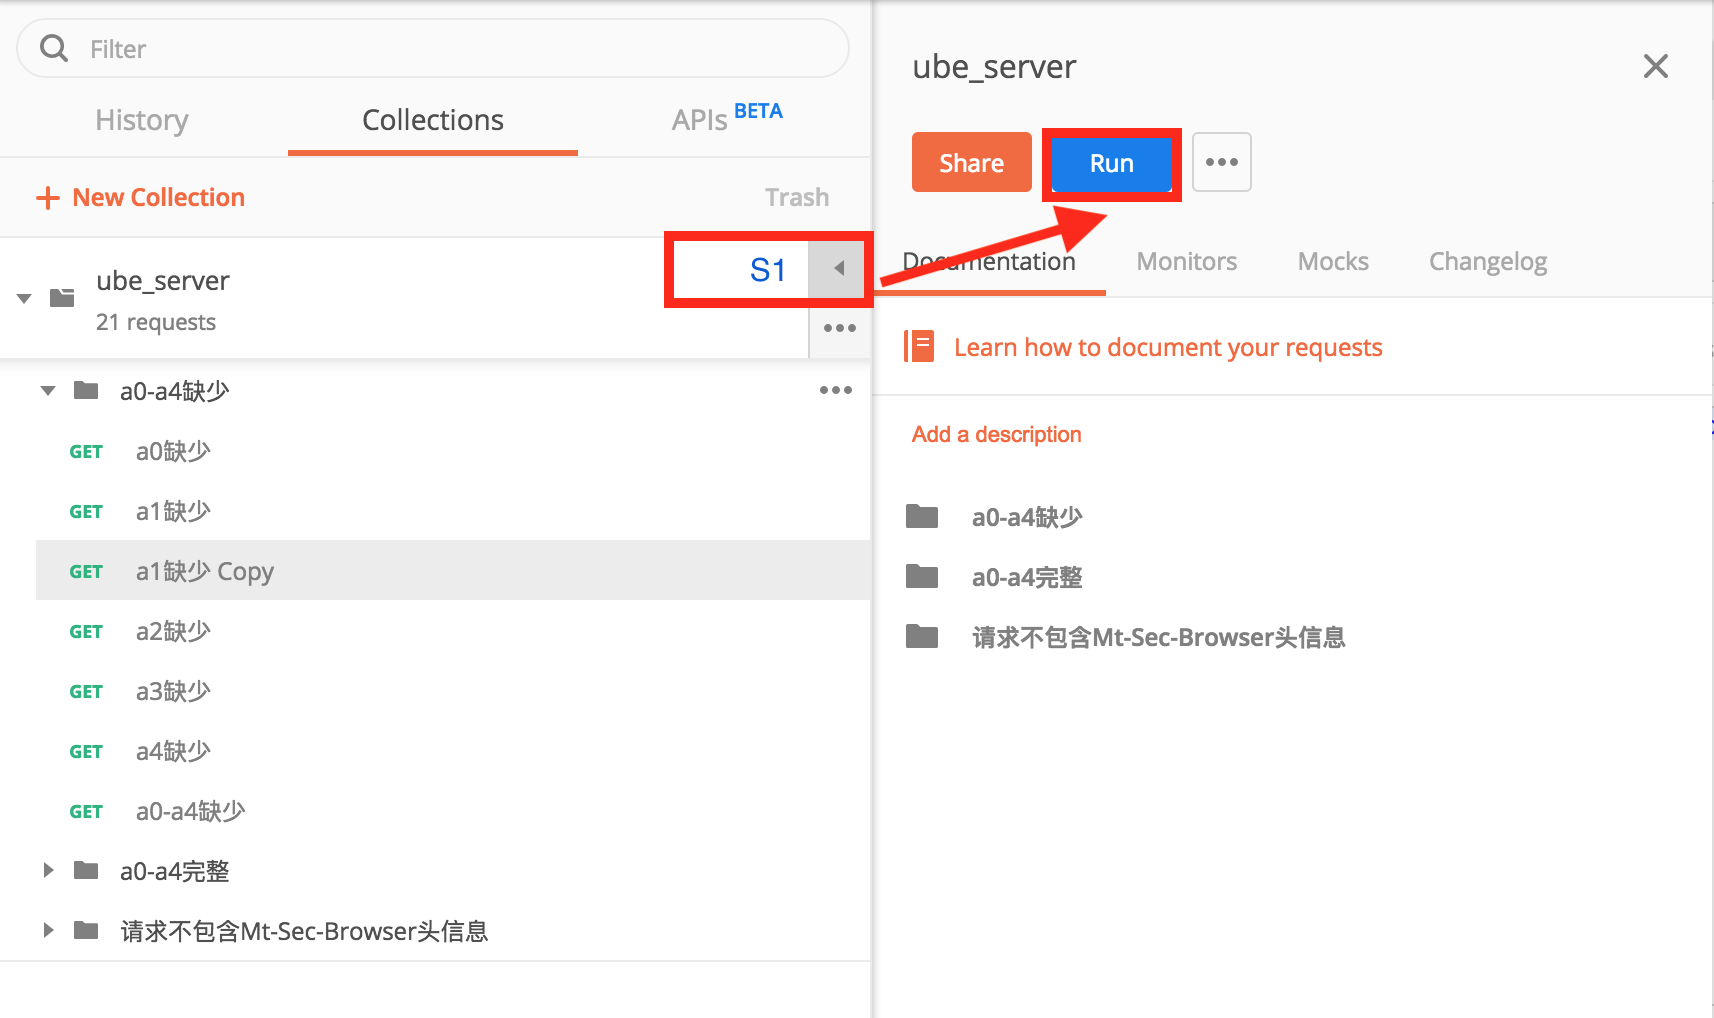 Filter
History
Collections
APIs BETA
+ New Collection
Trash
ube_server
21 requests
S1
a0-a4缺少
GET a0缺少
GET a1缺少
GET a1缺少 Copy
GET a2缺少
GET a3缺少
GET a4缺少
GET a0-a4缺少
a0-a4完整
请求不包含Mt-Sec-Browser头信息
ube_server
Share
Run
Documentation
Monitors
Mocks
Changelog
Learn how to document your requests
Add a description
a0-a4缺少
a0-a4完整
请求不包含Mt-Sec-Browser头信息